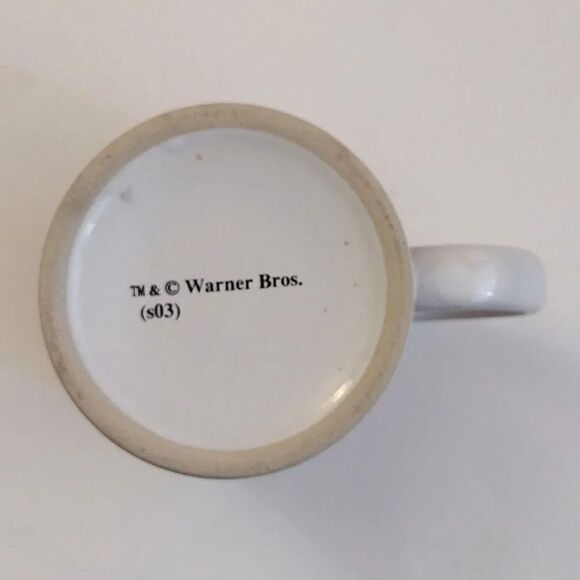 ™ & © Warner Bros.
(s03)